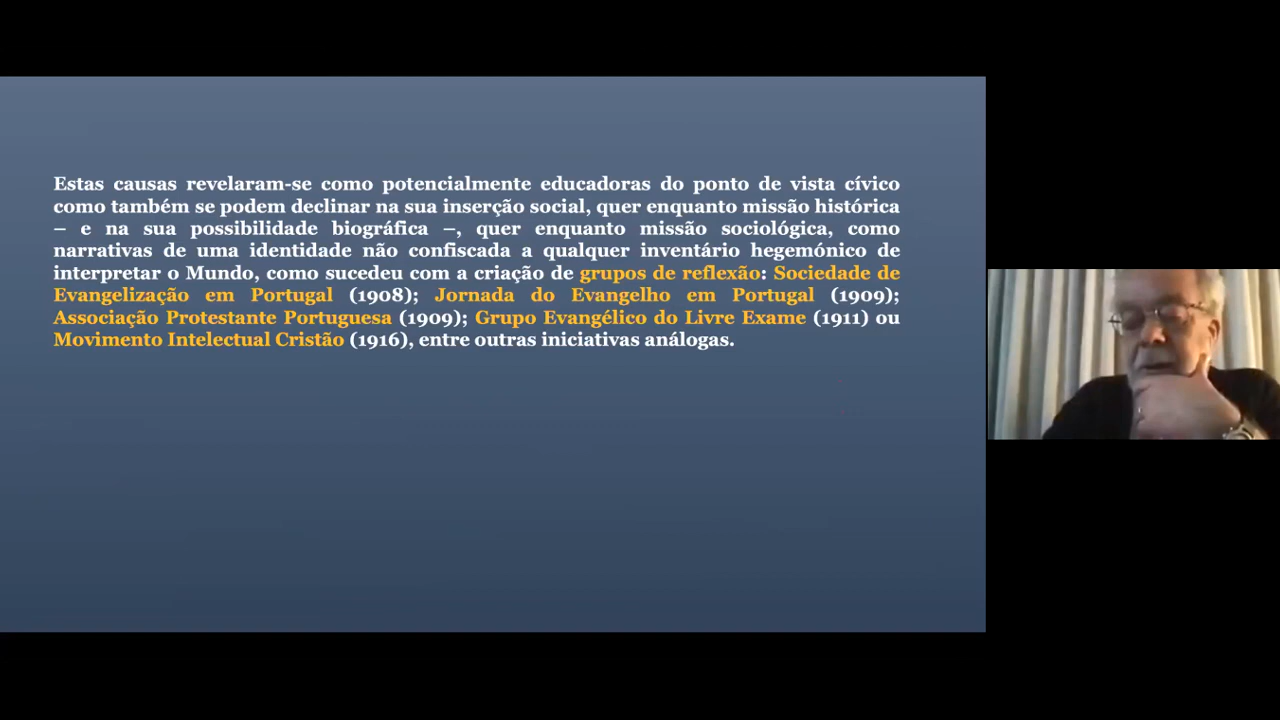 Estas causas revelaram-se como potencialmente educadoras do ponto de vista cívico
como também se podem declinar na sua inserção social, quer enquanto missão histórica
– e na sua possibilidade biográfica –, quer enquanto missão sociológica, como
narrativas de uma identidade não confiscada a qualquer inventário hegemónico de
interpretar o Mundo, como sucedeu com a criação de grupos de reflexão: Sociedade de
Evangelização em Portugal (1908); Jornada do Evangelho em Portugal (1909);
Associação Protestante Portuguesa (1909); Grupo Evangélico do Livre Exame (1911) ou
Movimento Intelectual Cristão (1916), entre outras iniciativas análogas.